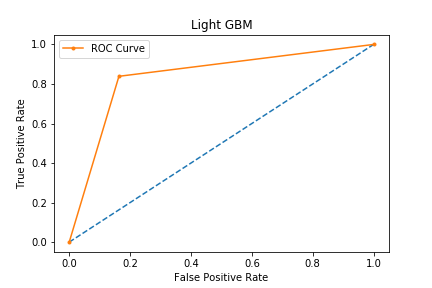 Light GBM
ROC Curve
True Positive Rate
1.0
0.8
0.6
0.4
0.2
0.0
0.0 0.2 0.4 0.6 0.8 1.0
False Positive Rate